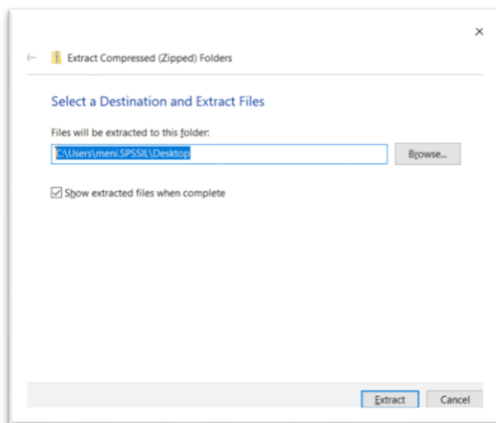 Extract Compressed (Zipped) Folders
Select a Destination and Extract Files
Files will be extracted to this folder:
C:\Users\meni.SPSSIL\Desktop
Browse...
Show extracted files when complete
Extract
Cancel